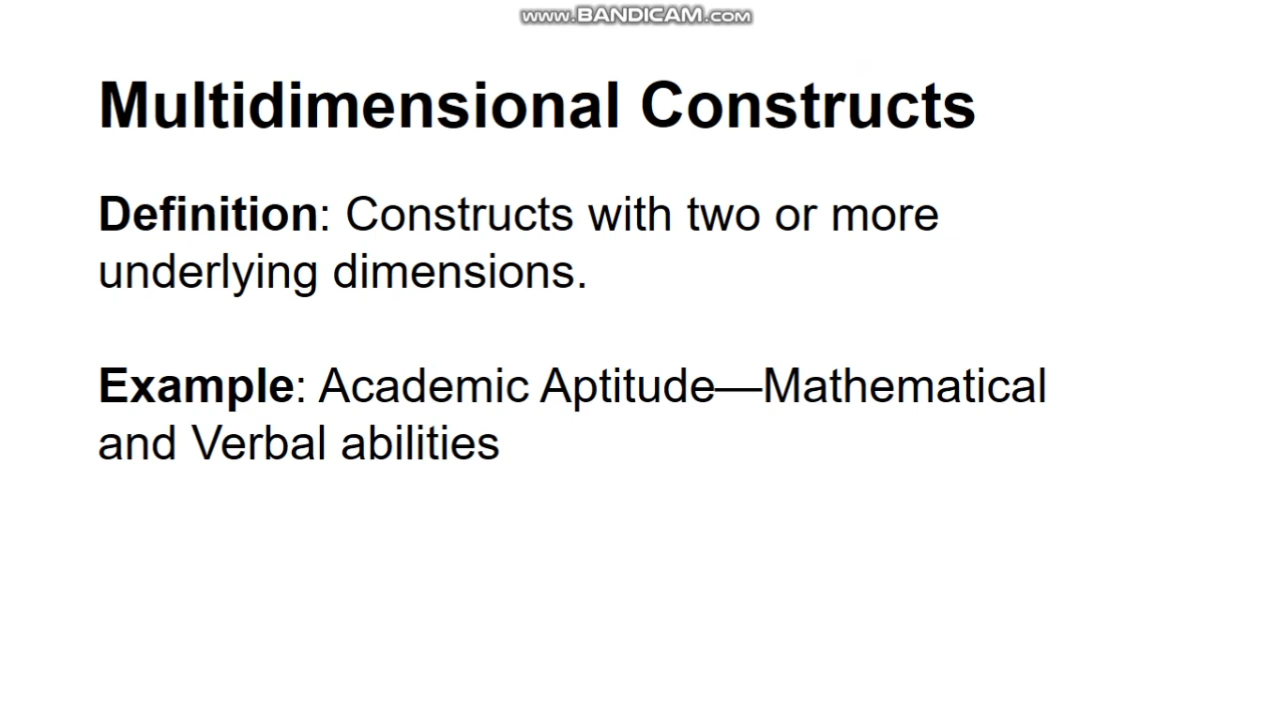 www.BANDICAM.com
Multidimensional Constructs
Definition: Constructs with two or more
underlying dimensions.
Example: Academic Aptitude—Mathematical
and Verbal abilities